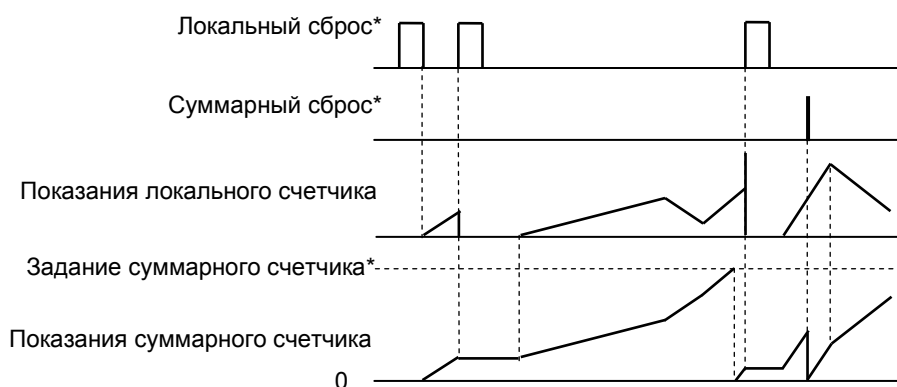 Локальный сброс*
Суммарный сброс*
Показания локального счетчика
Задание суммарного счетчика*
Показания суммарного счетчика
0